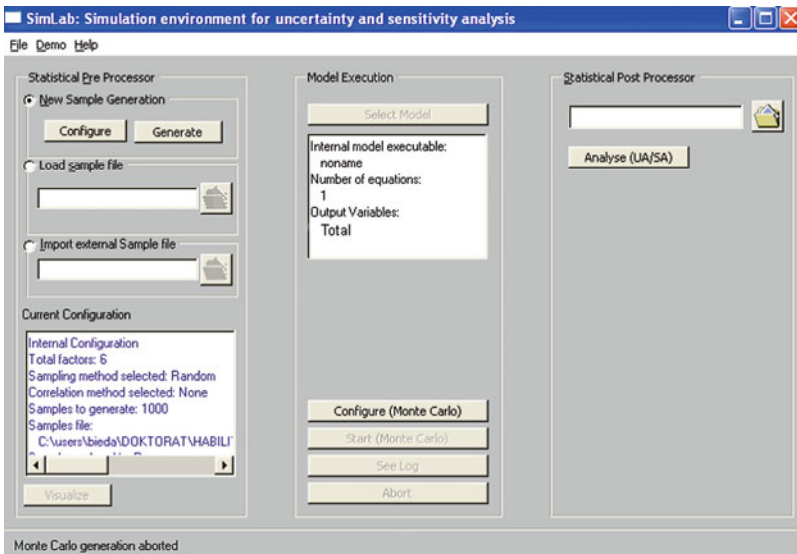 SimLab: Simulation environment for uncertainty and sensitivity analysis
File Demo Help
Statistical Pre Processor
New Sample Generation
Configure Generate
Load sample file
Import external Sample file
Current Configuration
Internal Configuration
Total factors: 6
Sampling method selected: Random
Correlation method selected: None
Samples to generate: 1000
Samples file:
C:\users\bieda\DOKTORAT\HABILI
Visualize
Model Execution
Select Model
Internal model executable:
noname
Number of equations:
1
Output Variables:
Total
Configure (Monte Carlo)
Start (Monte Carlo)
See Log
Abort
Statistical Post Processor
Analyse (UA/SA)
Monte Carlo generation aborted